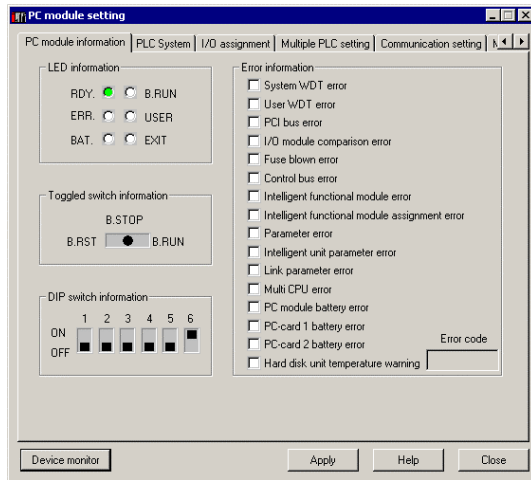 PC module setting
PC module information PLC System I/O assignment Multiple PLC setting Communication setting
LED information
RDY. B.RUN
ERR. USER
BAT. EXIT
Toggled switch information
B.STOP
B.RST B.RUN
DIP switch information
1 2 3 4 5 6
ON
OFF
Error information
System WDT error
User WDT error
PCI bus error
I/O module comparison error
Fuse blown error
Control bus error
Intelligent functional module error
Intelligent functional module assignment error
Parameter error
Intelligent unit parameter error
Link parameter error
Multi CPU error
PC module battery error
PC-card 1 battery error
PC-card 2 battery error
Hard disk unit temperature warning
Error code
Device monitor Apply Help Close